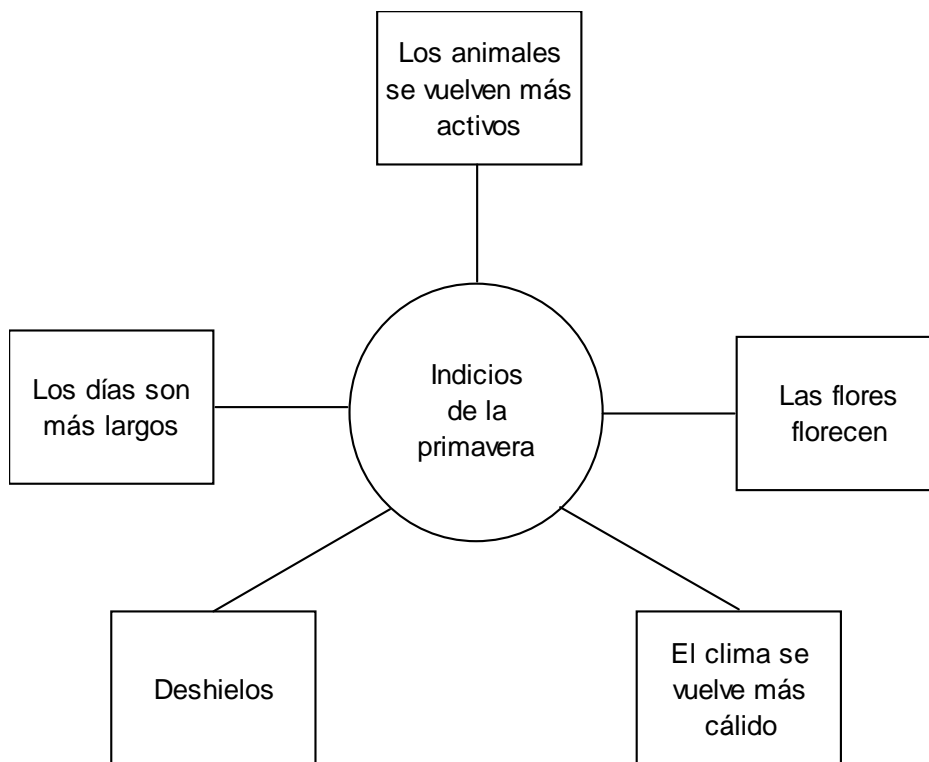 Los animales
se vuelven más
activos
Los días son
más largos
Indicios
de la
primavera
Las flores
florecen
Deshielos
El clima se
vuelve más
cálido